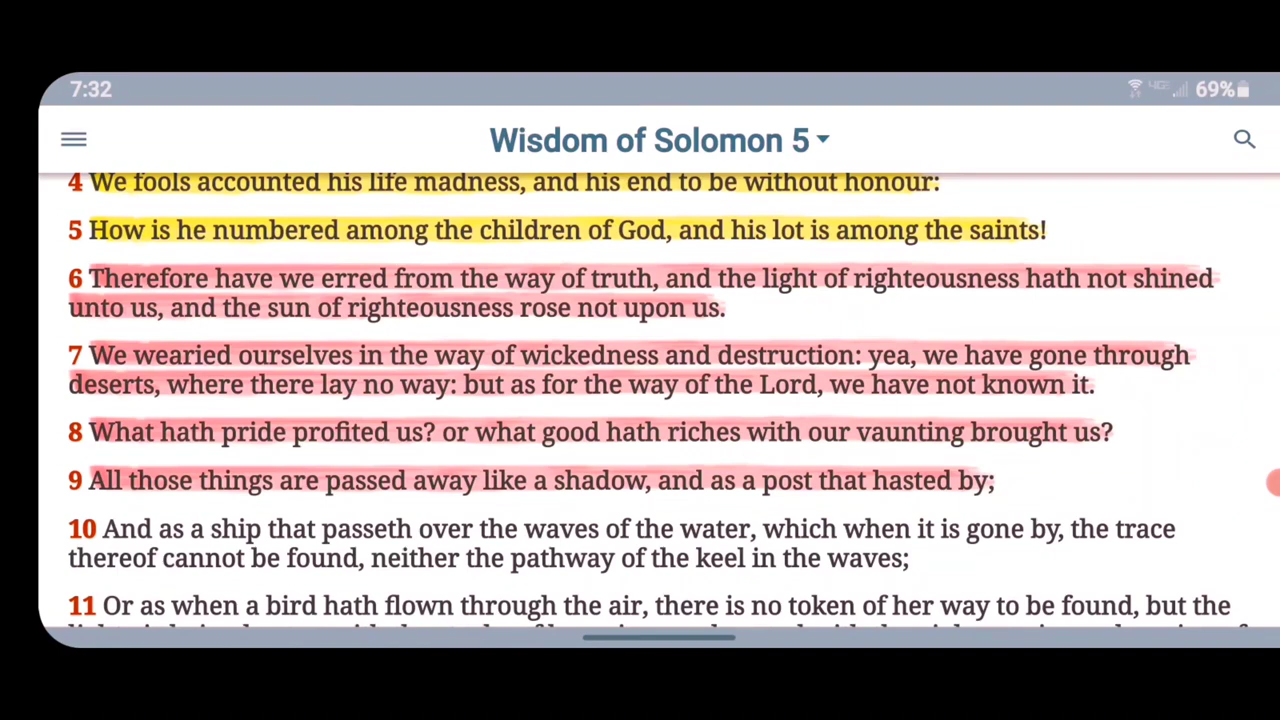 7:32
4G 69%
Wisdom of Solomon 5
4 We fools accounted his life madness, and his end to be without honour:
5 How is he numbered among the children of God, and his lot is among the saints!
6 Therefore have we erred from the way of truth, and the light of righteousness hath not shined
unto us, and the sun of righteousness rose not upon us.
7 We wearied ourselves in the way of wickedness and destruction: yea, we have gone through
deserts, where there lay no way: but as for the way of the Lord, we have not known it.
8 What hath pride profited us? or what good hath riches with our vaunting brought us?
9 All those things are passed away like a shadow, and as a post that hasted by;
10 And as a ship that passeth over the waves of the water, which when it is gone by, the trace
thereof cannot be found, neither the pathway of the keel in the waves;
11 Or as when a bird hath flown through the air, there is no token of her way to be found, but the